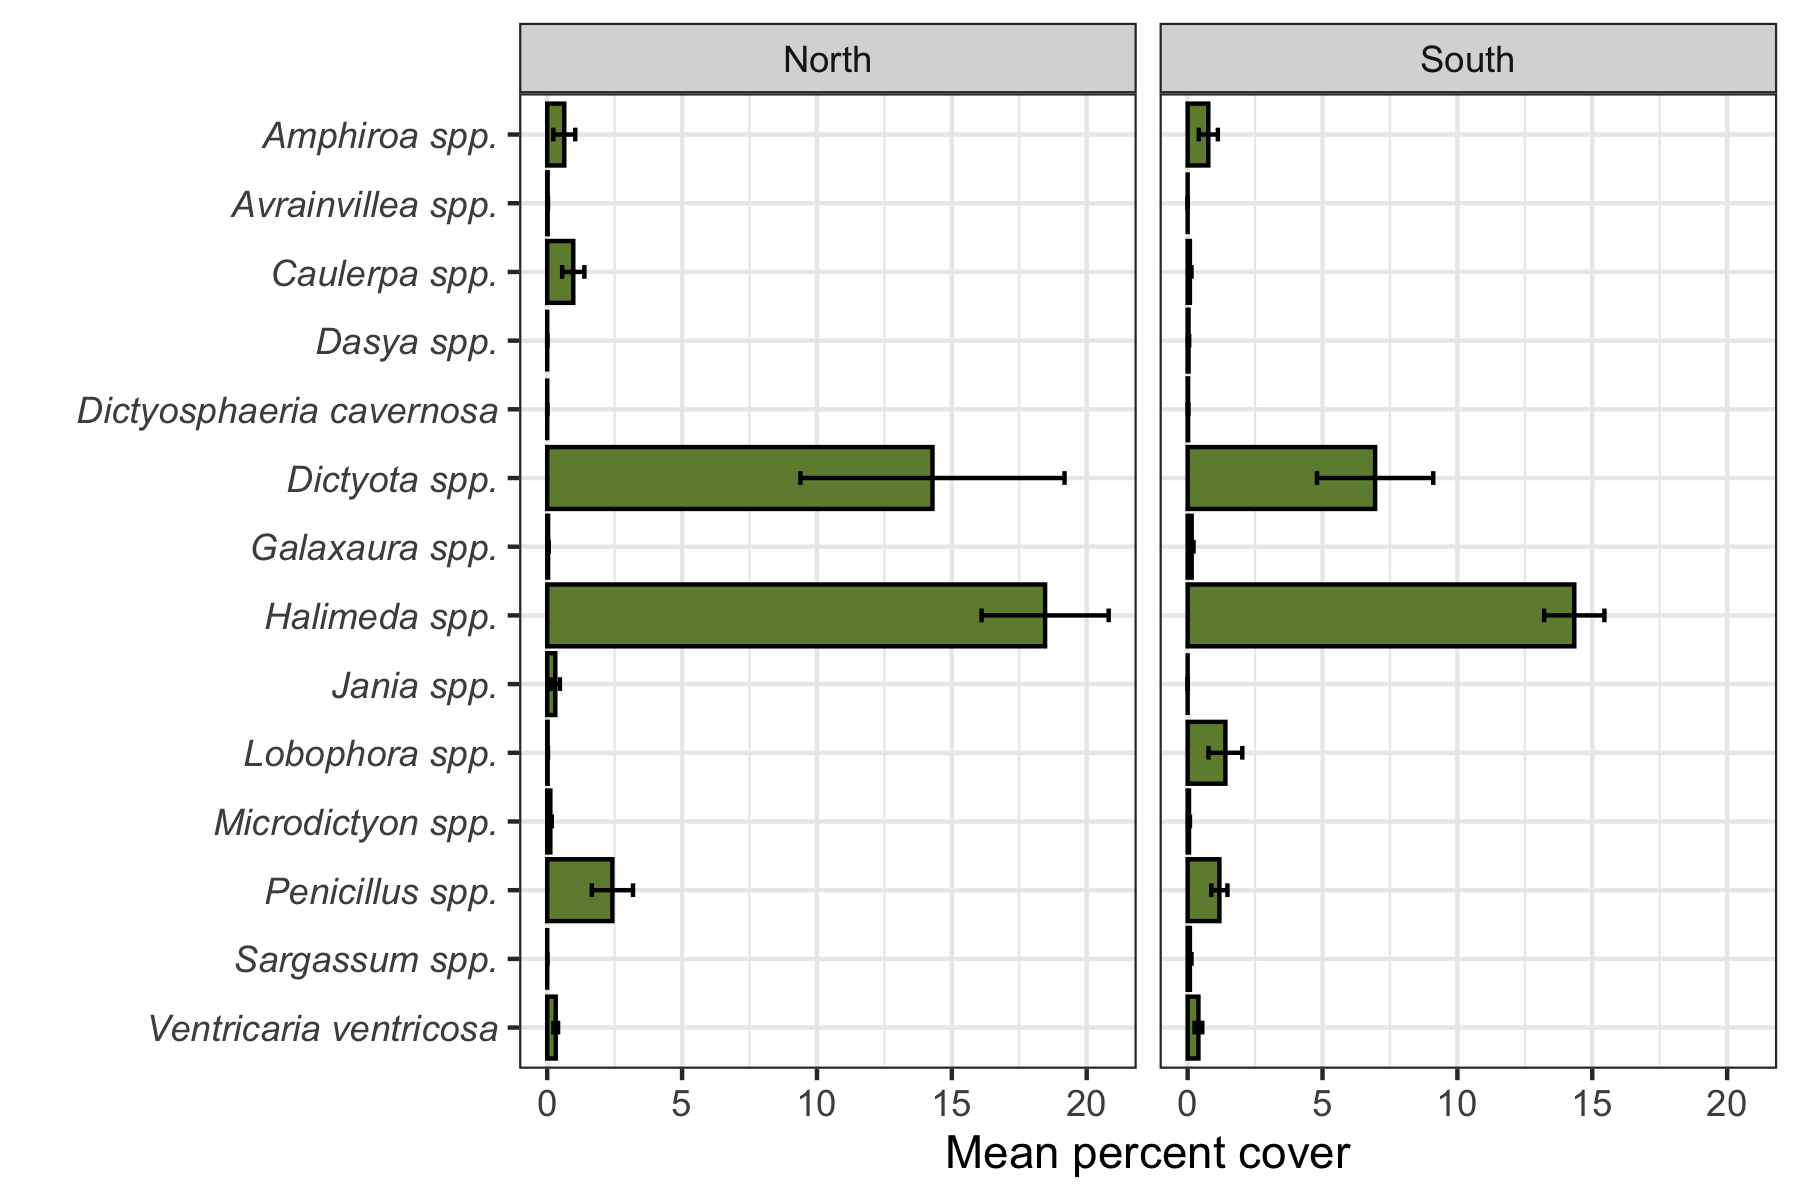 North South
Amphiroa spp.
Avrainvillea spp.
Caulerpa spp.
Dasya spp.
Dictyosphaeria cavernosa
Dictyota spp.
Galaxaura spp.
Halimeda spp.
Jania spp.
Lobophora spp.
Microdictyon spp.
Penicillus spp.
Sargassum spp.
Ventricaria ventricosa
0 5 10 15 20 0 5 10 15 20
Mean percent cover